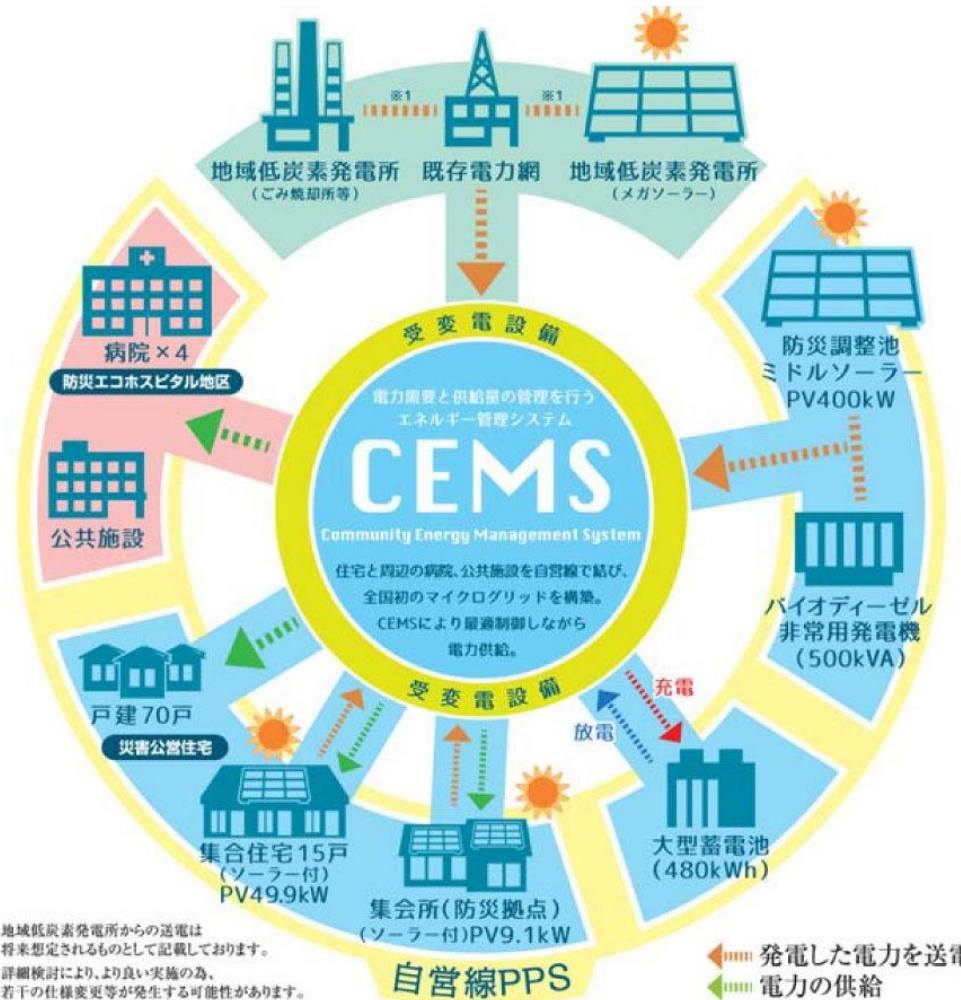 ※1
※1
地域低炭素発電所
(ごみ焼却所等)
既存電力網
地域低炭素発電所
(メガソーラー)
受変電設備
病院×4
防災エコホスピタル地区
公共施設
防災調整池
ミドルソーラー
PV400kW
電力需要と供給量の管理を行う
エネルギー管理システム
CEMS
Community Energy Management System
住宅と周辺の病院、公共施設を自営線で結び、
全国初のマイクログリッドを構築。
CEMSにより最適制御しながら
電力供給。
バイオディーゼル
非常用発電機
(500kVA)
受変電設備
戸建70戸
災害公営住宅
充電
放電
集合住宅15戸
(ソーラー付)
PV49.9kW
集会所(防災拠点)
(ソーラー付)PV9.1kW
大型蓄電池
(480kWh)
自営線PPS
地域低炭素発電所からの送電は
将来想定されるものとして記載しております。
詳細検討により、より良い実施の為、
若干の仕様変更等が発生する可能性があります。
発電した電力を送電
電力の供給